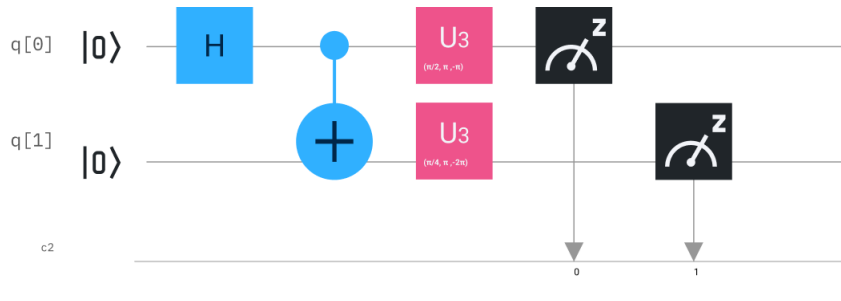 q[0] |0⟩ H U3 Z
(π/2, π ,-π)
q[1] |0⟩ + U3 Z
(π/4, π ,-2π)
c2
0 1